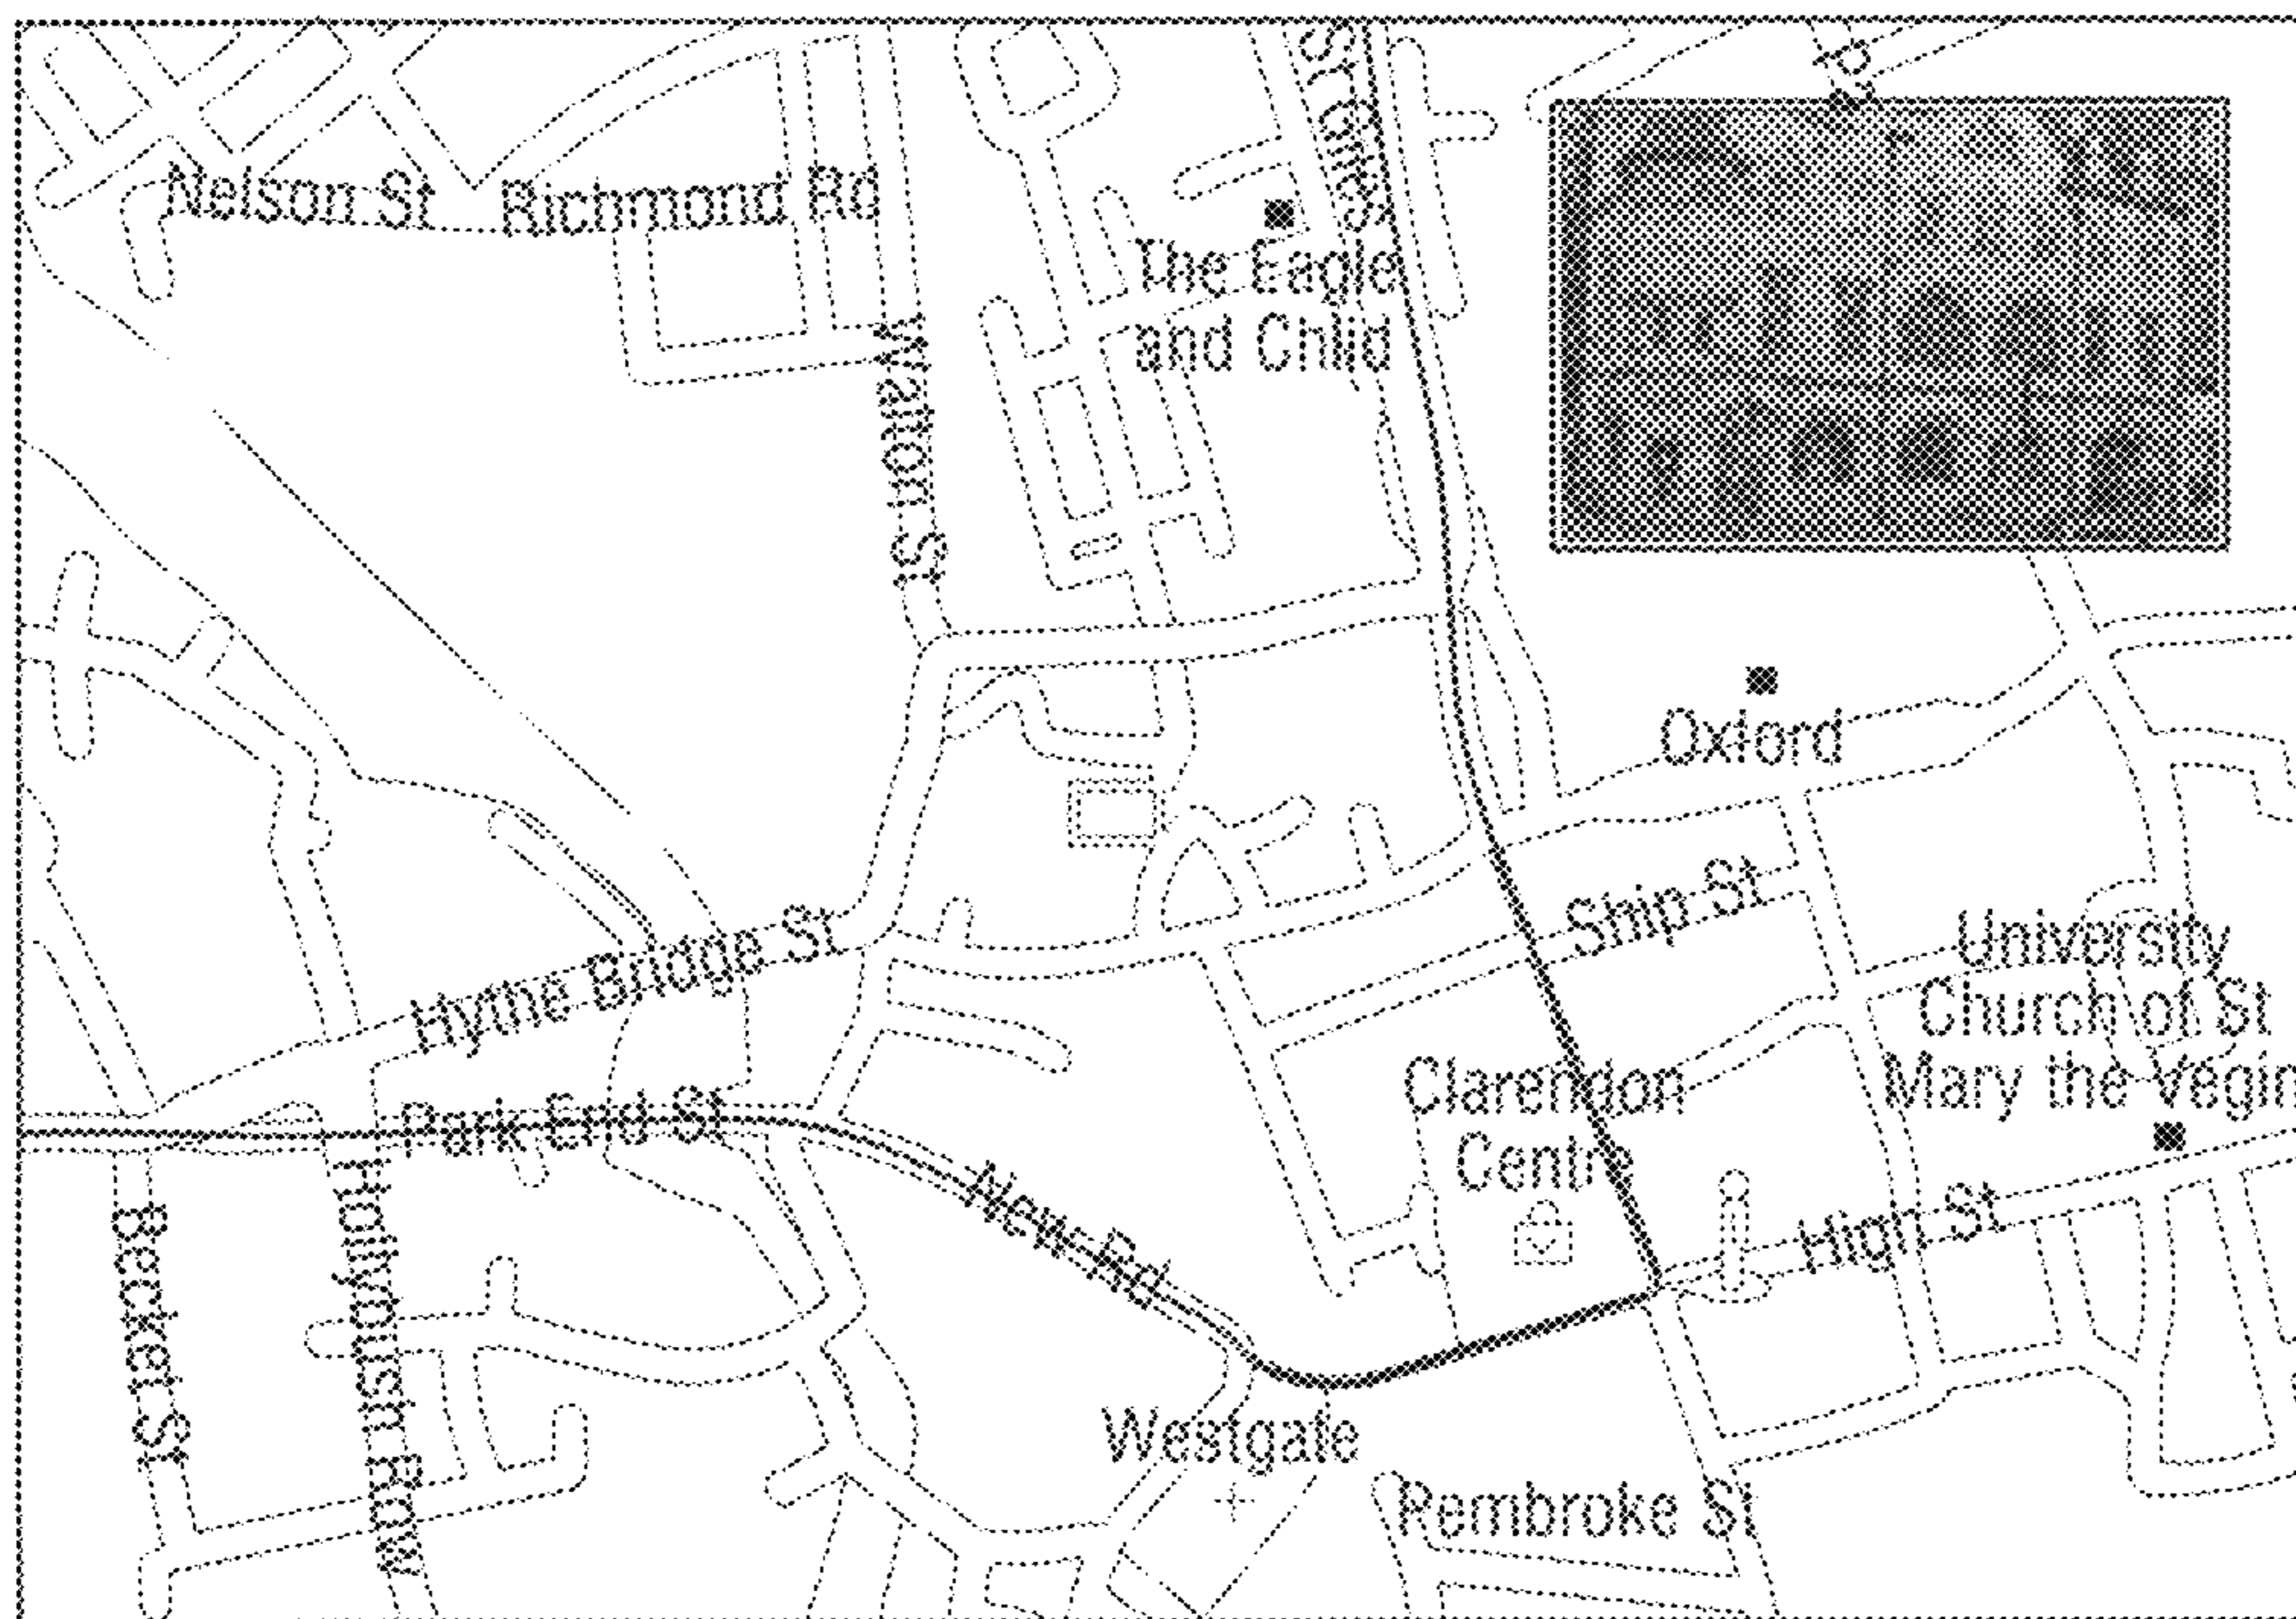 St Giles
Rd
Nelson St
Richmond Rd
The Eagle
and Child
Walton St
Oxford
Ship St
Hythe Bridge St
University
Church of St
Mary the Vegin
Clarendon
Centre
Park End St
New Rd
High St
Becket St
Hollybush Row
Westgate
Pembroke St